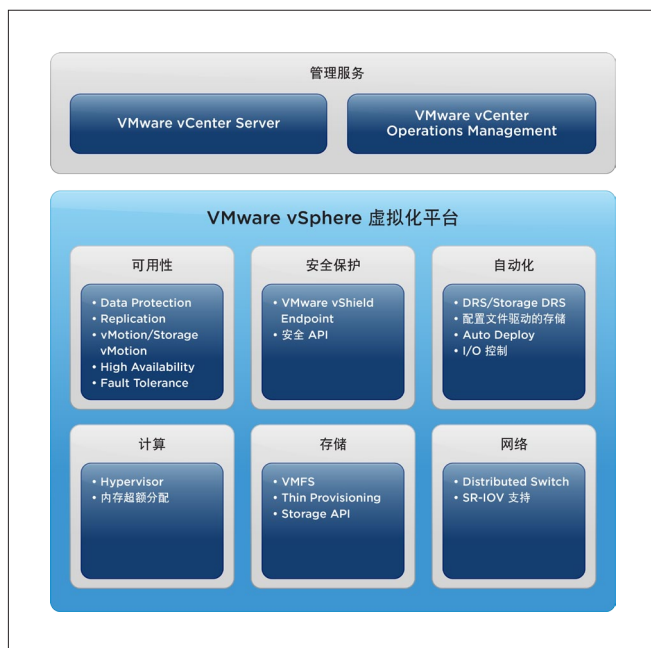 管理服务
VMware vCenter Server
VMware vCenter
Operations Management
VMware vSphere 虚拟化平台
可用性
• Data Protection
• Replication
• vMotion/Storage
vMotion
• High Availability
• Fault Tolerance
安全保护
• VMware vShield
Endpoint
• 安全 API
自动化
• DRS/Storage DRS
• 配置文件驱动的存储
• Auto Deploy
• I/O 控制
计算
• Hypervisor
• 内存超额分配
存储
• VMFS
• Thin Provisioning
• Storage API
网络
• Distributed Switch
• SR-IOV 支持